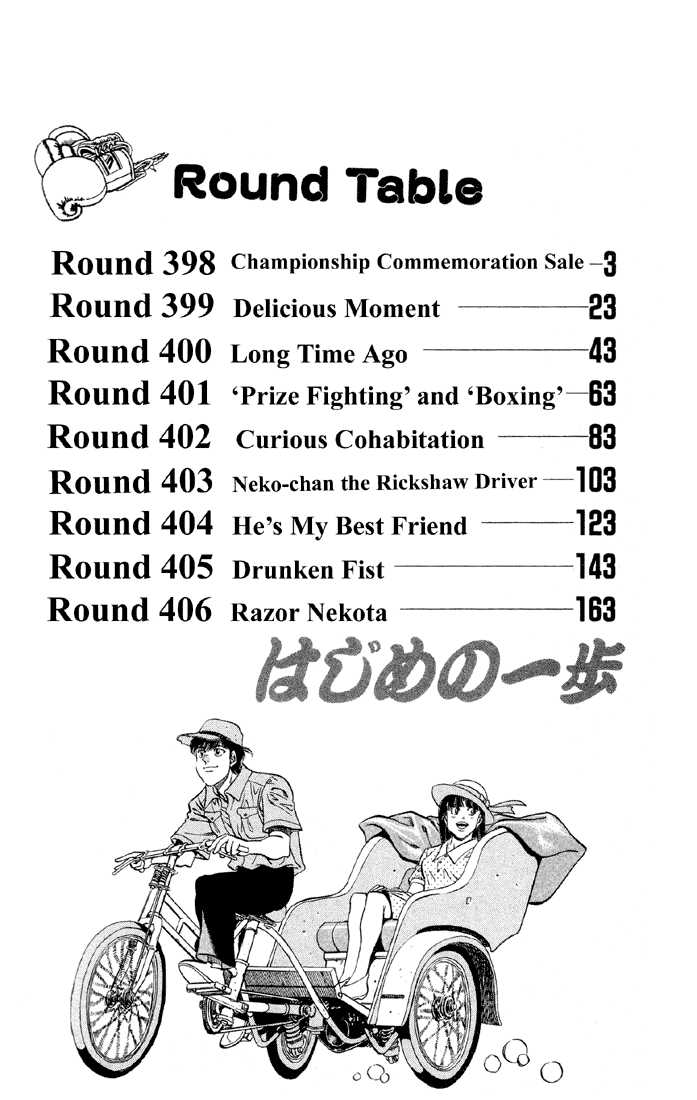 Round Table
Round 398 Championship Commemoration Sale 3
Round 399 Delicious Moment 23
Round 400 Long Time Ago 43
Round 401 ‘Prize Fighting’ and ‘Boxing’ 63
Round 402 Curious Cohabitation 83
Round 403 Neko-chan the Rickshaw Driver 103
Round 404 He’s My Best Friend 123
Round 405 Drunken Fist 143
Round 406 Razor Nekota 163
はじめの一歩